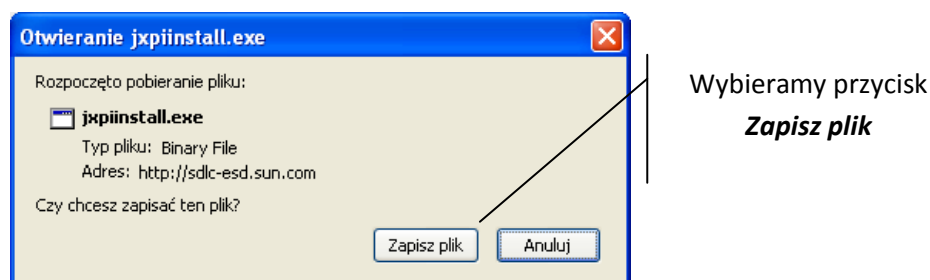 Otwieranie jxpiinstall.exe
Rozpoczęto pobieranie pliku:
jxpiinstall.exe
Typ pliku: Binary File
Adres: http://sdlc-esd.sun.com
Czy chcesz zapisać ten plik?
Zapisz plik
Anuluj
Wybieramy przycisk
Zapisz plik